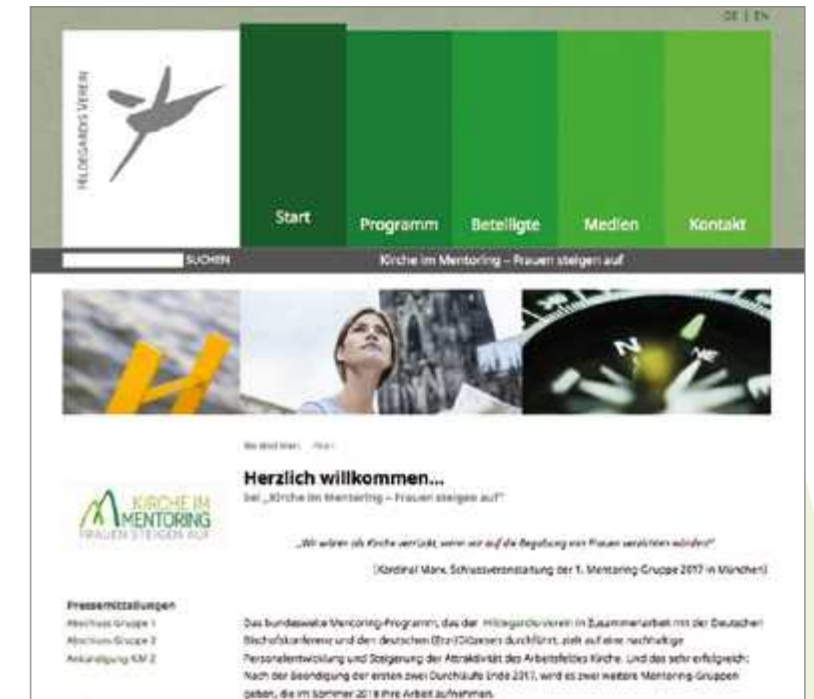 DE | EN
HILDEGARDIS VEREIN
Start
Programm
Beteiligte
Medien
Kontakt
SUCHEN
Kirche im Mentoring – Frauen steigen auf
N
NE
Sie sind hier: Start
Herzlich willkommen...
bei „Kirche im Mentoring – Frauen steigen auf"
KIRCHE IM
MENTORING
FRAUEN STEIGEN AUF
„Wir wären als Kirche verrückt, wenn wir auf die Begabung von Frauen verzichten würden!"
(Kardinal Marx, Schlussveranstaltung der 1. Mentoring-Gruppe 2017 in München)
Pressemitteilungen
Abschluss Gruppe 1
Abschluss Gruppe 2
Ankündigung KiM 2
Das bundesweite Mentoring-Programm, das der Hildegardis-Verein in Zusammenarbeit mit der Deutschen
Bischofskonferenz und den deutschen (Erz-)Diözesen durchführt, zielt auf eine nachhaltige
Personalentwicklung und Steigerung der Attraktivität des Arbeitsfeldes Kirche. Und das sehr erfolgreich:
Nach der Beendigung der ersten zwei Durchläufe Ende 2017, wird es zwei weitere Mentoring-Gruppen
geben, die im Sommer 2018 ihre Arbeit aufnehmen.